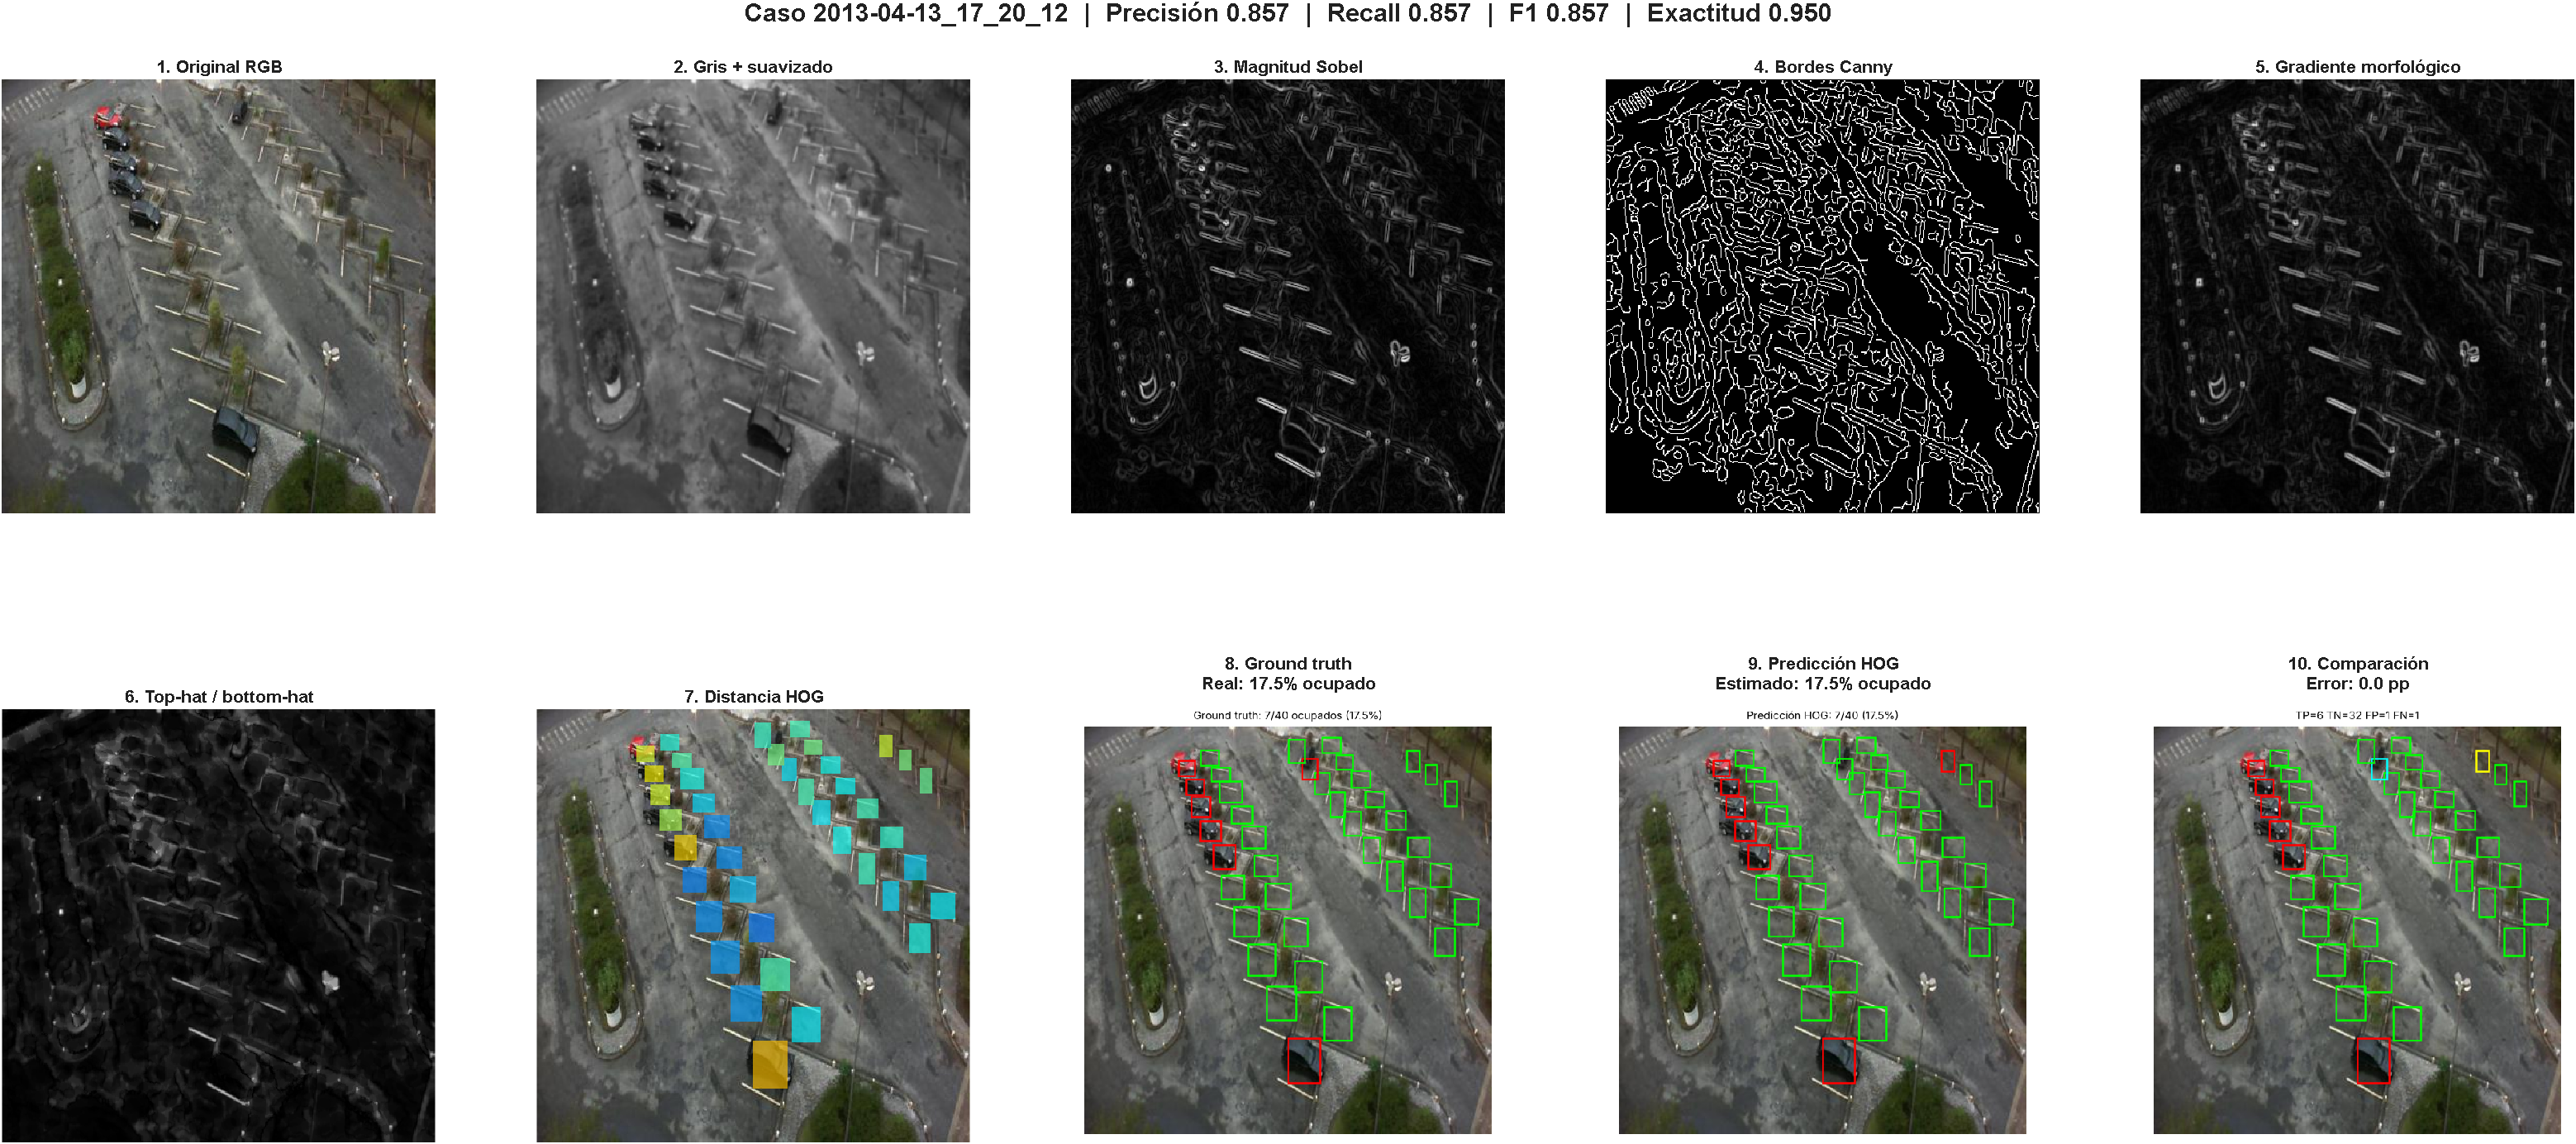 Caso 2013-04-13_17_20_12 | Precisión 0.857 | Recall 0.857 | F1 0.857 | Exactitud 0.950
1. Original RGB
2. Gris + suavizado
3. Magnitud Sobel
4. Bordes Canny
5. Gradiente morfológico
6. Top-hat / bottom-hat
7. Distancia HOG
8. Ground truth
Real: 17.5% ocupado
Ground truth: 7/40 ocupados (17.5%)
9. Predicción HOG
Estimado: 17.5% ocupado
Predicción HOG: 7/40 (17.5%)
10. Comparación
Error: 0.0 pp
TP=6 TN=32 FP=1 FN=1